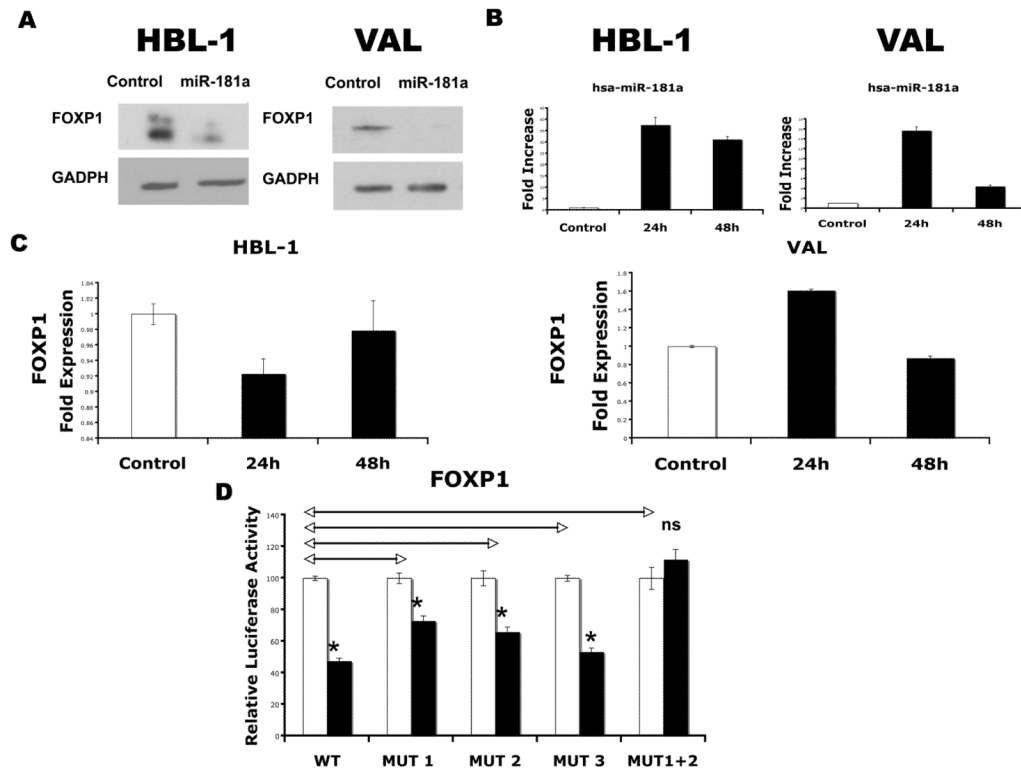 A
HBL-1 VAL
Control miR-181a Control miR-181a
FOXP1 FOXP1
GADPH GADPH
B
HBL-1 VAL
hsa-miR-181a hsa-miR-181a
Fold Increase Fold Increase
Control 24h 48h Control 24h 48h
C
HBL-1
FOXP1
Fold Expression
1.04
1.02
1
0.98
0.96
0.94
0.92
0.9
0.88
0.86
0.84
Control 24h 48h
VAL
FOXP1
Fold Expression
1.8
1.6
1.4
1.2
1
0.8
0.6
0.4
0.2
0
Control 24h 48h
D
FOXP1
Relative Luciferase Activity
140
120
100
80
60
40
20
0
ns
* * * *
WT MUT 1 MUT 2 MUT 3 MUT1+2